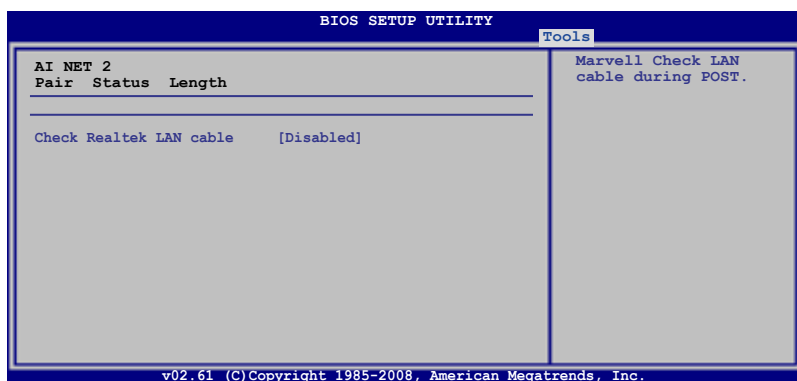 BIOS SETUP UTILITY
Tools
AI NET 2
Pair Status Length
Check Realtek LAN cable [Disabled]
Marvell Check LAN
cable during POST.
v02.61 (C)Copyright 1985-2008, American Megatrends, Inc.